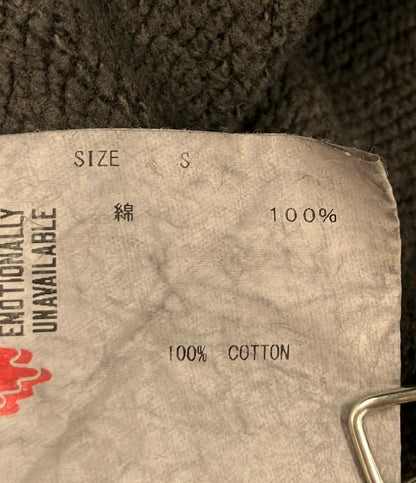 SIZE S
綿 100%
EMOTIONALLY
UNAVAILABLE
100% COTTON